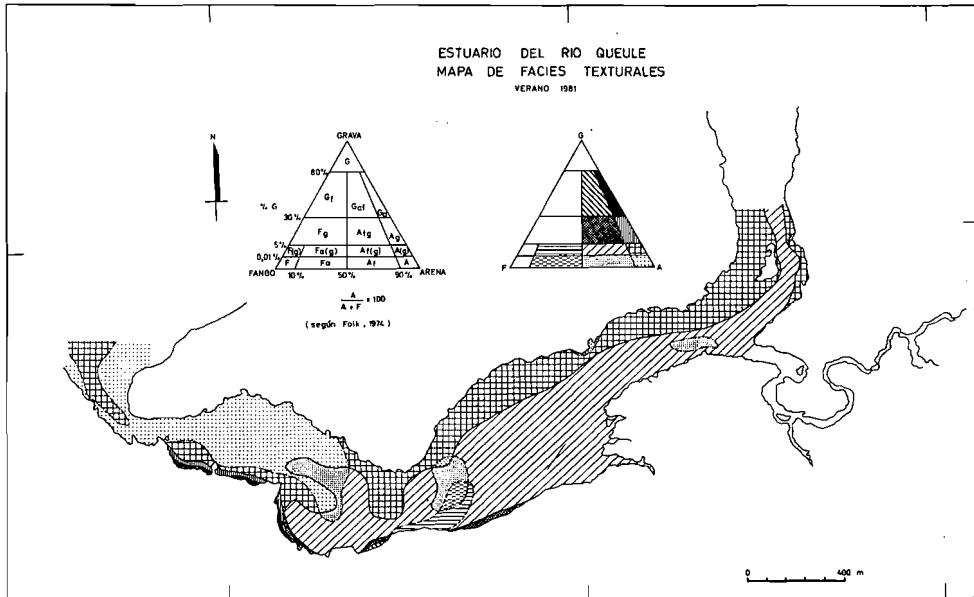 ESTUARIO DEL RIO QUEULE
MAPA DE FACIES TEXTURALES
VERANO 1981
N
GRAVA
G
80%
Gf
Gaf
Ga
% G
30%
Fg
Afg
Ag
5%
F(g)
Fa(g)
Af(g)
A(g)
0,01%
F
Fa
Af
A
FANGO
10%
50%
90%
ARENA
A
A + F
× 100
(según Folk, 1974)
G
F
A
0
400 m